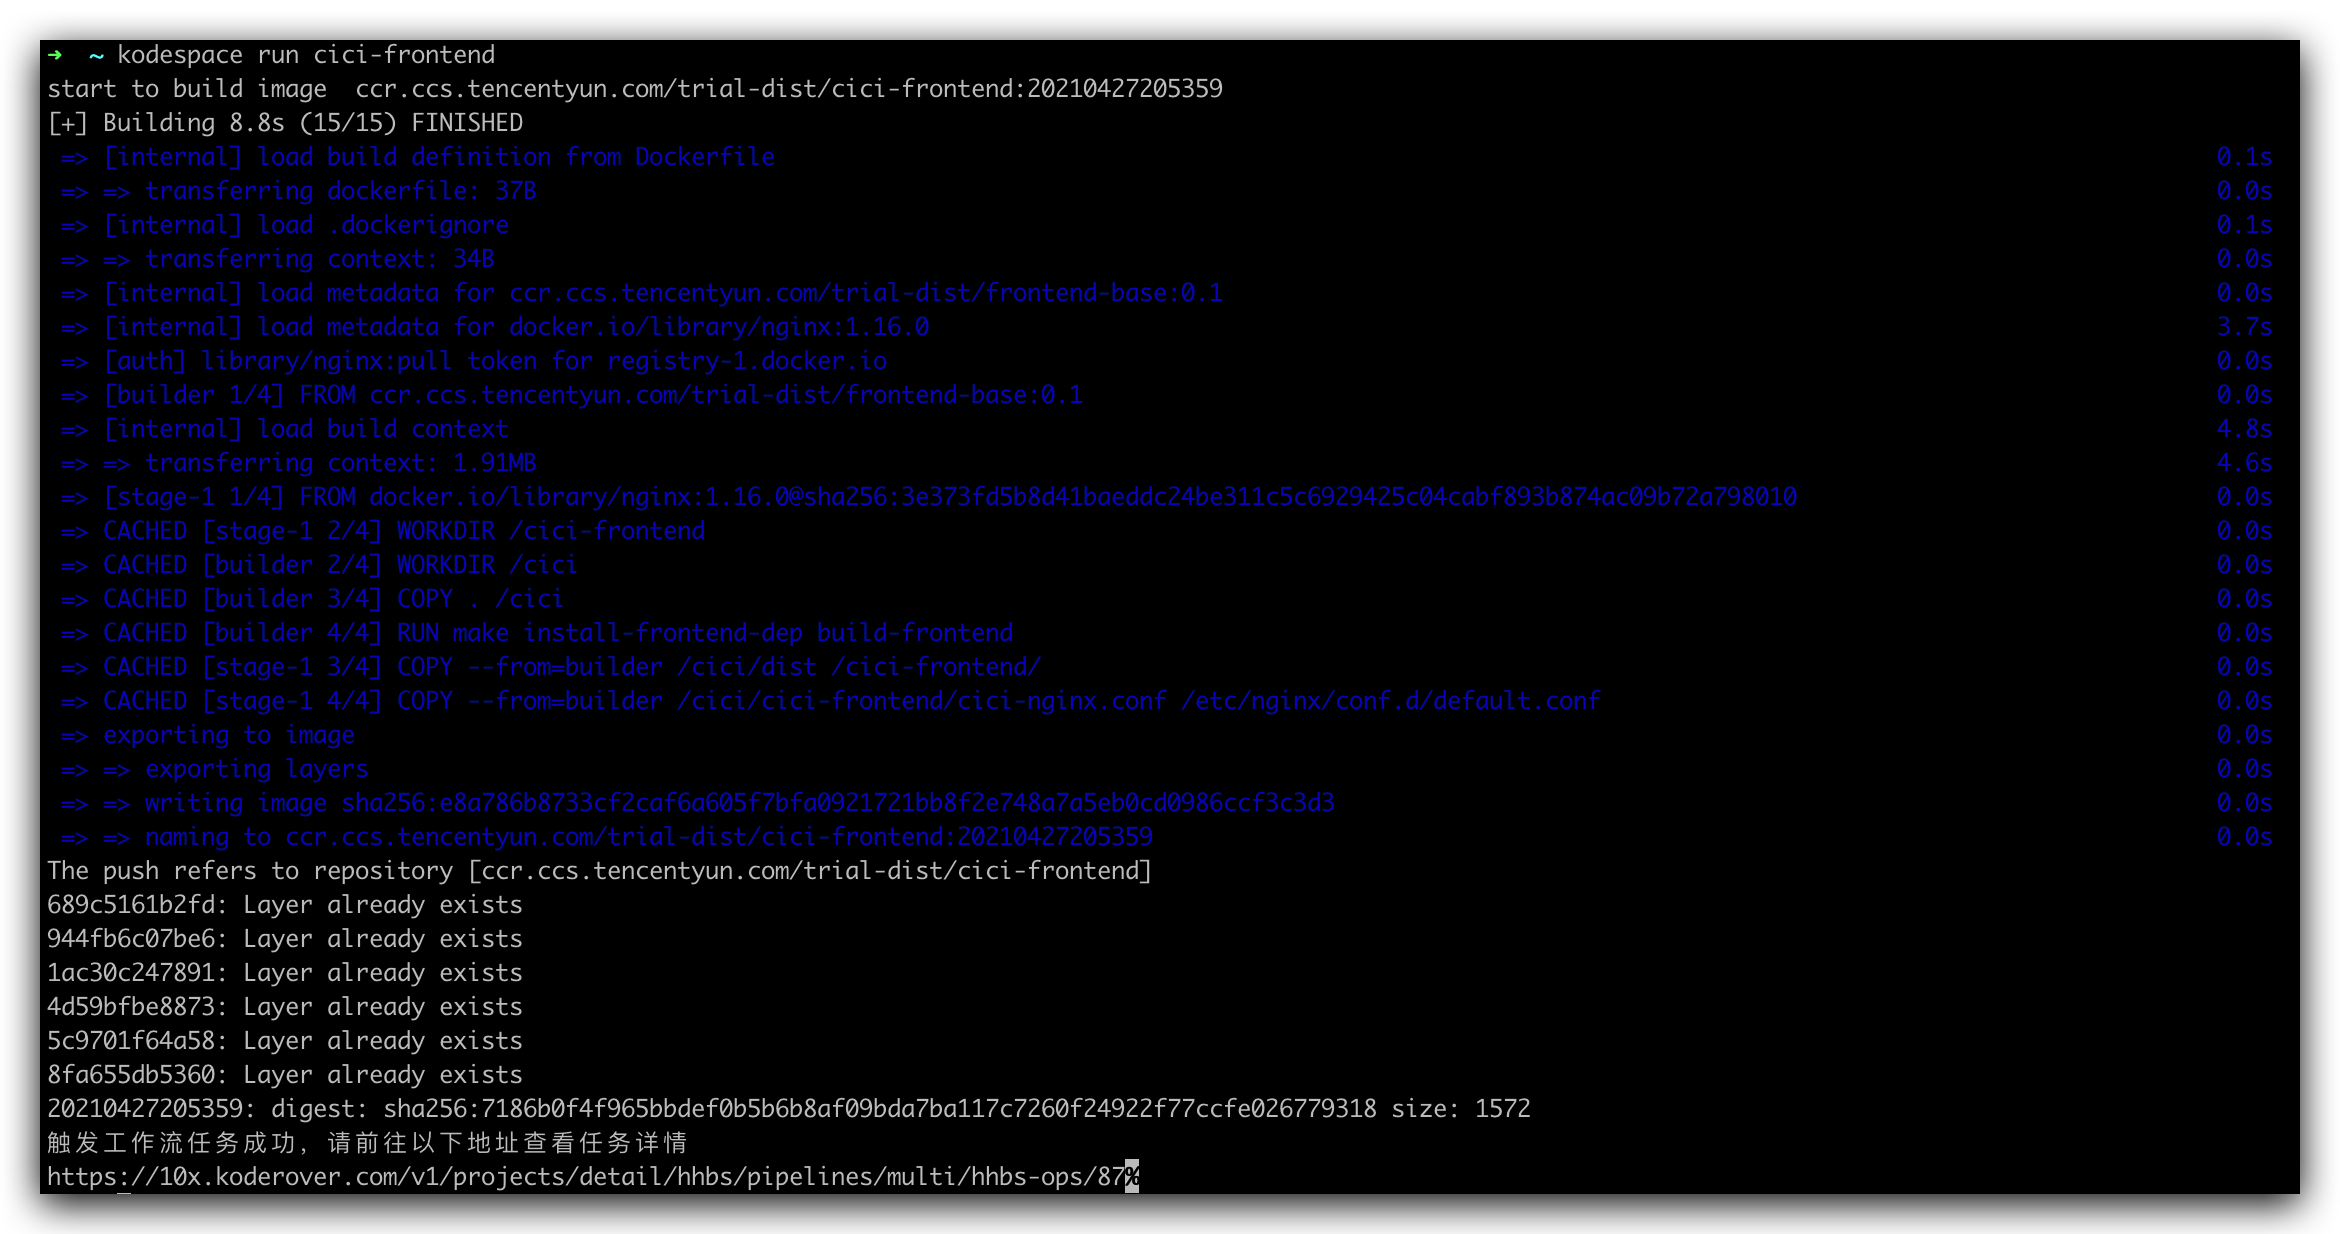 ➜  ~ kodespace run cici-frontend
start to build image  ccr.ccs.tencentyun.com/trial-dist/cici-frontend:20210427205359
[+] Building 8.8s (15/15) FINISHED
 => [internal] load build definition from Dockerfile 0.1s
 => => transferring dockerfile: 37B 0.0s
 => [internal] load .dockerignore 0.1s
 => => transferring context: 34B 0.0s
 => [internal] load metadata for ccr.ccs.tencentyun.com/trial-dist/frontend-base:0.1 0.0s
 => [internal] load metadata for docker.io/library/nginx:1.16.0 3.7s
 => [auth] library/nginx:pull token for registry-1.docker.io 0.0s
 => [builder 1/4] FROM ccr.ccs.tencentyun.com/trial-dist/frontend-base:0.1 0.0s
 => [internal] load build context 4.8s
 => => transferring context: 1.91MB 4.6s
 => [stage-1 1/4] FROM docker.io/library/nginx:1.16.0@sha256:3e373fd5b8d41baeddc24be311c5c6929425c04cabf893b874ac09b72a798010 0.0s
 => CACHED [stage-1 2/4] WORKDIR /cici-frontend 0.0s
 => CACHED [builder 2/4] WORKDIR /cici 0.0s
 => CACHED [builder 3/4] COPY . /cici 0.0s
 => CACHED [builder 4/4] RUN make install-frontend-dep build-frontend 0.0s
 => CACHED [stage-1 3/4] COPY --from=builder /cici/dist /cici-frontend/ 0.0s
 => CACHED [stage-1 4/4] COPY --from=builder /cici/cici-frontend/cici-nginx.conf /etc/nginx/conf.d/default.conf 0.0s
 => exporting to image 0.0s
 => => exporting layers 0.0s
 => => writing image sha256:e8a786b8733cf2caf6a605f7bfa0921721bb8f2e748a7a5eb0cd0986ccf3c3d3 0.0s
 => => naming to ccr.ccs.tencentyun.com/trial-dist/cici-frontend:20210427205359 0.0s
The push refers to repository [ccr.ccs.tencentyun.com/trial-dist/cici-frontend]
689c5161b2fd: Layer already exists
944fb6c07be6: Layer already exists
1ac30c247891: Layer already exists
4d59bfbe8873: Layer already exists
5c9701f64a58: Layer already exists
8fa655db5360: Layer already exists
20210427205359: digest: sha256:7186b0f4f965bbdef0b5b6b8af09bda7ba117c7260f24922f77ccfe026779318 size: 1572
触发工作流任务成功, 请前往以下地址查看任务详情
https://10x.koderover.com/v1/projects/detail/hhbs/pipelines/multi/hhbs-ops/87%